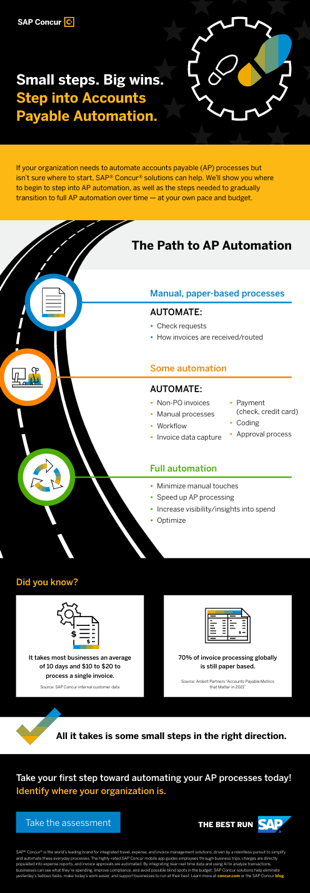 SAP Concur C
Small steps. Big wins.
Step into Accounts
Payable Automation.
If your organization needs to automate accounts payable (AP) processes but
isn't sure where to start, SAP® Concur® solutions can help. We'll show you where
to begin to step into AP automation, as well as the steps needed to gradually
transition to full AP automation over time — at your own pace and budget.
The Path to AP Automation
Manual, paper-based processes
AUTOMATE:
• Check requests
• How invoices are received/routed
Some automation
AUTOMATE:
• Non-PO invoices
• Manual processes
• Workflow
• Invoice data capture
• Payment
(check, credit card)
• Coding
• Approval process
Full automation
• Minimize manual touches
• Speed up AP processing
• Increase visibility/insights into spend
• Optimize
Did you know?
It takes most businesses an average
of 10 days and $10 to $20 to
process a single invoice.
Source: SAP Concur internal customer data
70% of invoice processing globally
is still paper based.
Source: Ardent Partners "Accounts Payable Metrics
that Matter in 2022"
All it takes is some small steps in the right direction.
Take your first step toward automating your AP processes today!
Identify where your organization is.
Take the assessment
THE BEST RUN SAP
SAP® Concur® is the world's leading brand for integrated travel, expense, and invoice management solutions, driven by a relentless pursuit to simplify
and automate these everyday processes. The highly rated SAP Concur mobile app guides employees through business trips, charges are directly
populated into expense reports, and invoice approvals are automated. By integrating near real-time data and using AI to analyze transactions,
businesses can see what they're spending, improve compliance, and avoid possible blind spots in the budget. SAP Concur solutions help eliminate
yesterday's tedious tasks, make today's work easier, and support businesses to run at their best. Learn more at concur.com or the SAP Concur blog